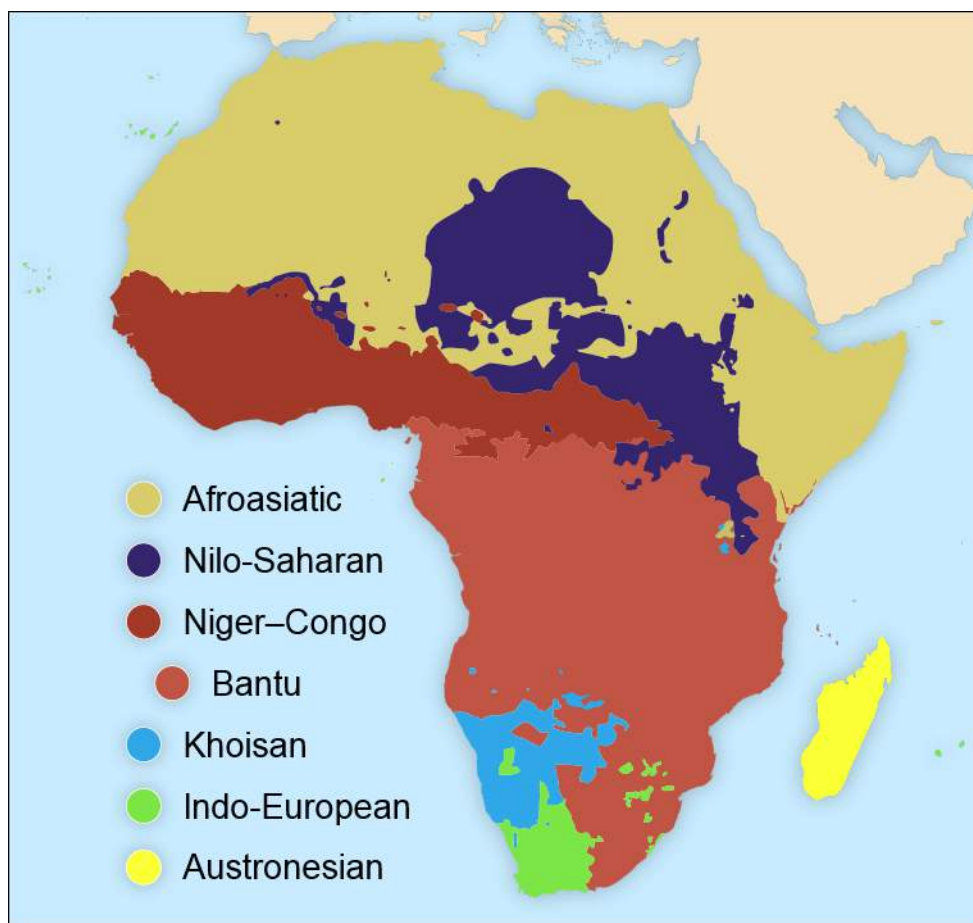 Afroasiatic
Nilo-Saharan
Niger–Congo
Bantu
Khoisan
Indo-European
Austronesian